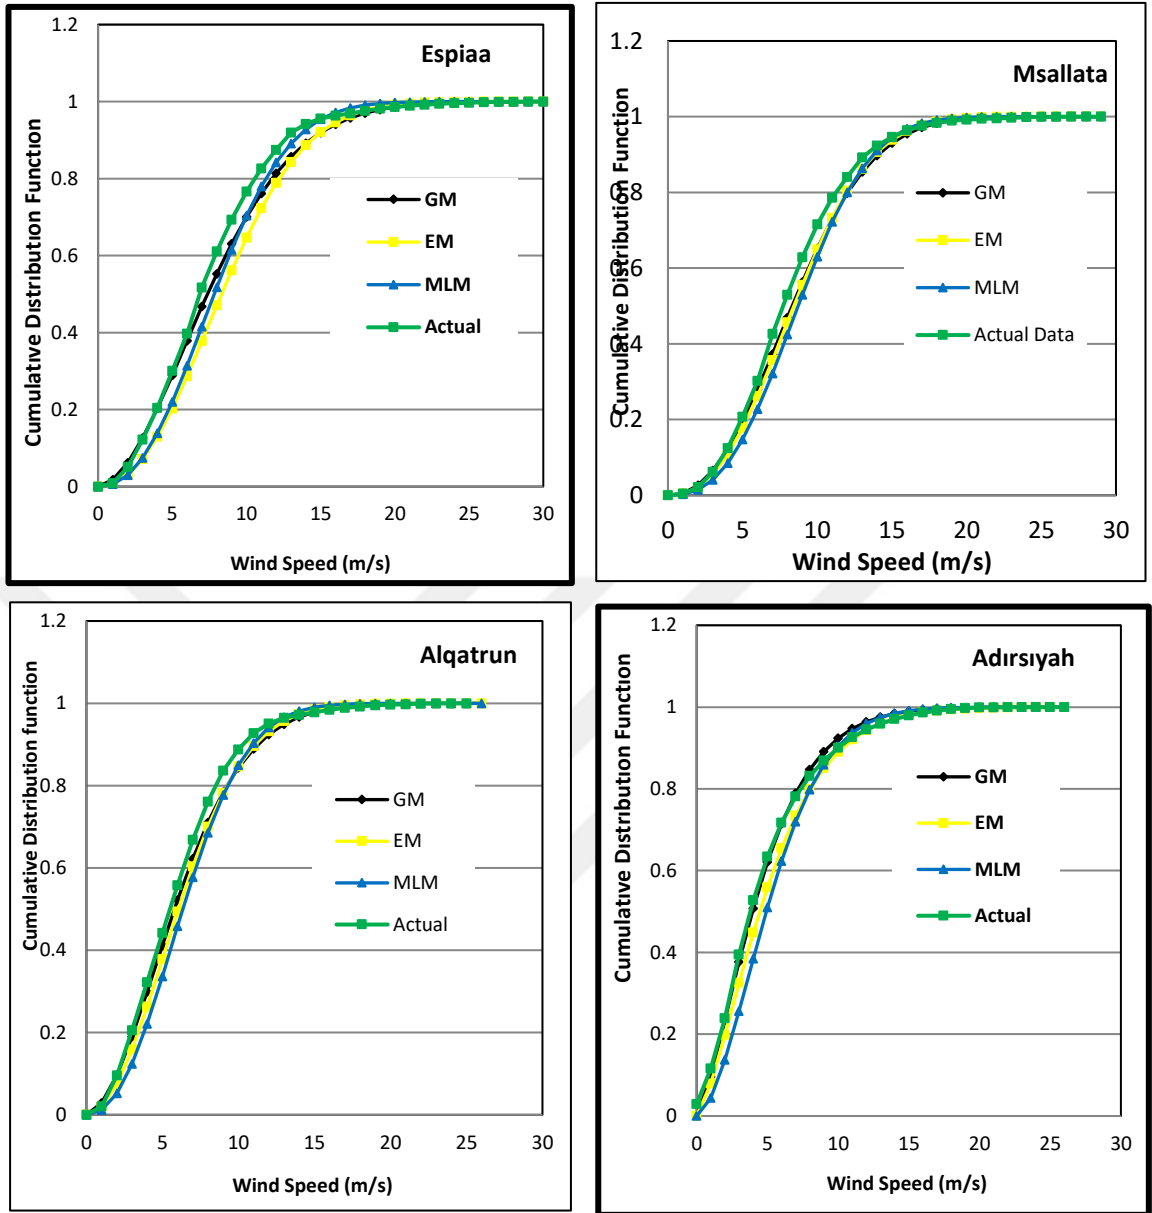 Espiaa
Cumulative Distribution Function
1.2
1
0.8
0.6
0.4
0.2
0
GM
EM
MLM
Actual
0 5 10 15 20 25 30
Wind Speed (m/s)
Msallata
Cumulative Distribution Function
1.2
1
0.8
0.6
0.4
0.2
0
GM
EM
MLM
Actual Data
0 5 10 15 20 25 30
Wind Speed (m/s)
Alqatrun
Cumulative Distribution function
1.2
1
0.8
0.6
0.4
0.2
0
GM
EM
MLM
Actual
0 5 10 15 20 25 30
Wind Speed (m/s)
Adırsıyah
Cumulative Distribution Function
1.2
1
0.8
0.6
0.4
0.2
0
GM
EM
MLM
Actual
0 5 10 15 20 25 30
Wind Speed (m/s)